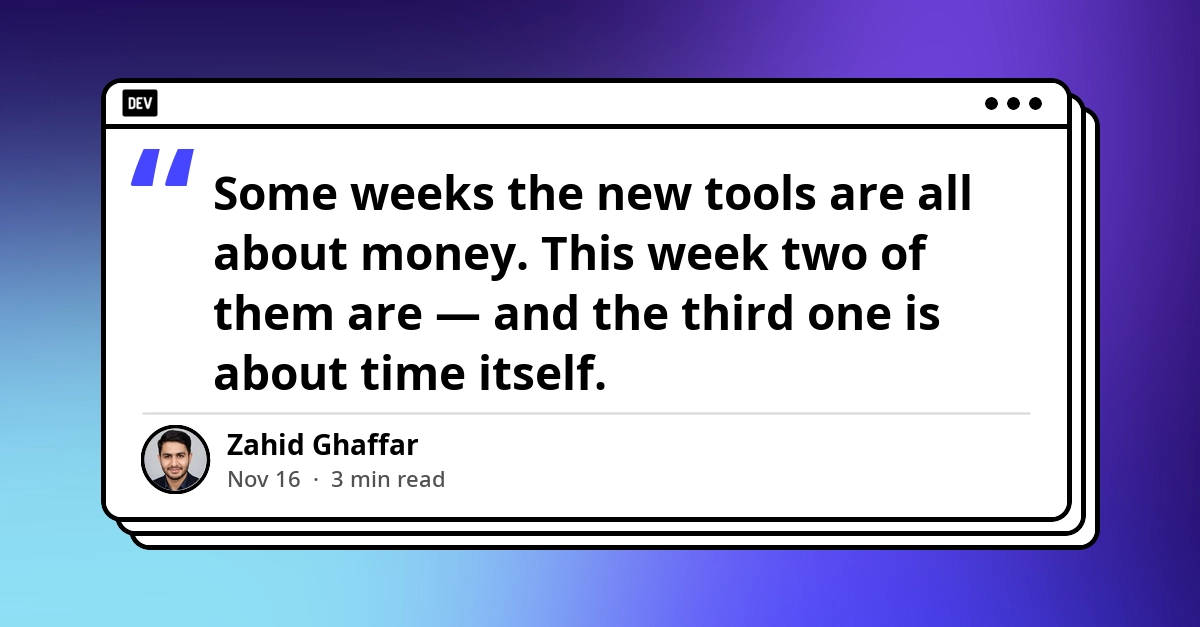 DEV
“Some weeks the new tools are all
about money. This week two of
them are — and the third one is
about time itself.
Zahid Ghaffar
Nov 16 · 3 min read